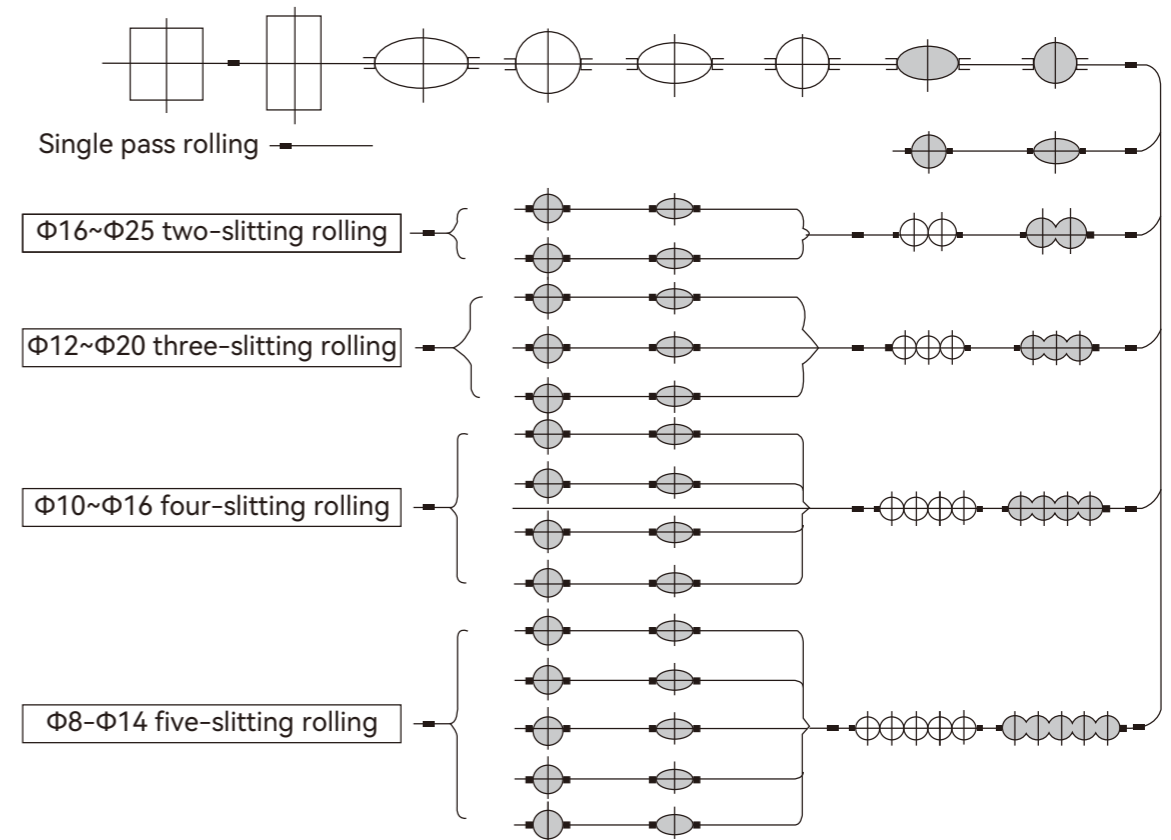 Single pass rolling
Φ16~Φ25 two-slitting rolling
Φ12~Φ20 three-slitting rolling
Φ10~Φ16 four-slitting rolling
Φ8-Φ14 five-slitting rolling